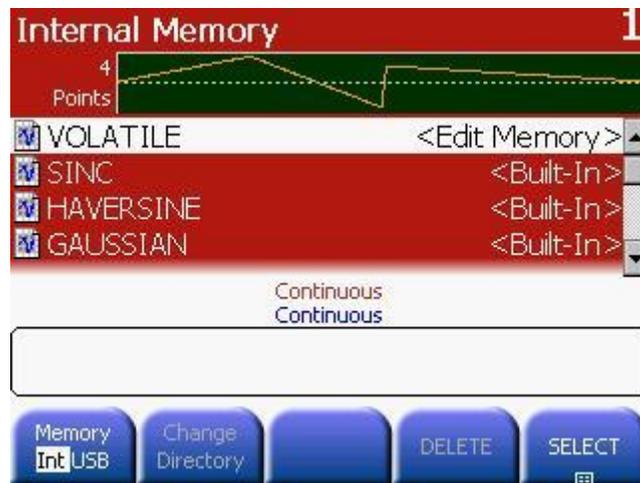 Internal Memory 1
4
Points
VOLATILE <Edit Memory>
SINC <Built-In>
HAVERSINE <Built-In>
GAUSSIAN <Built-In>
Continuous
Continuous
Memory
Int USB
Change
Directory
DELETE
SELECT